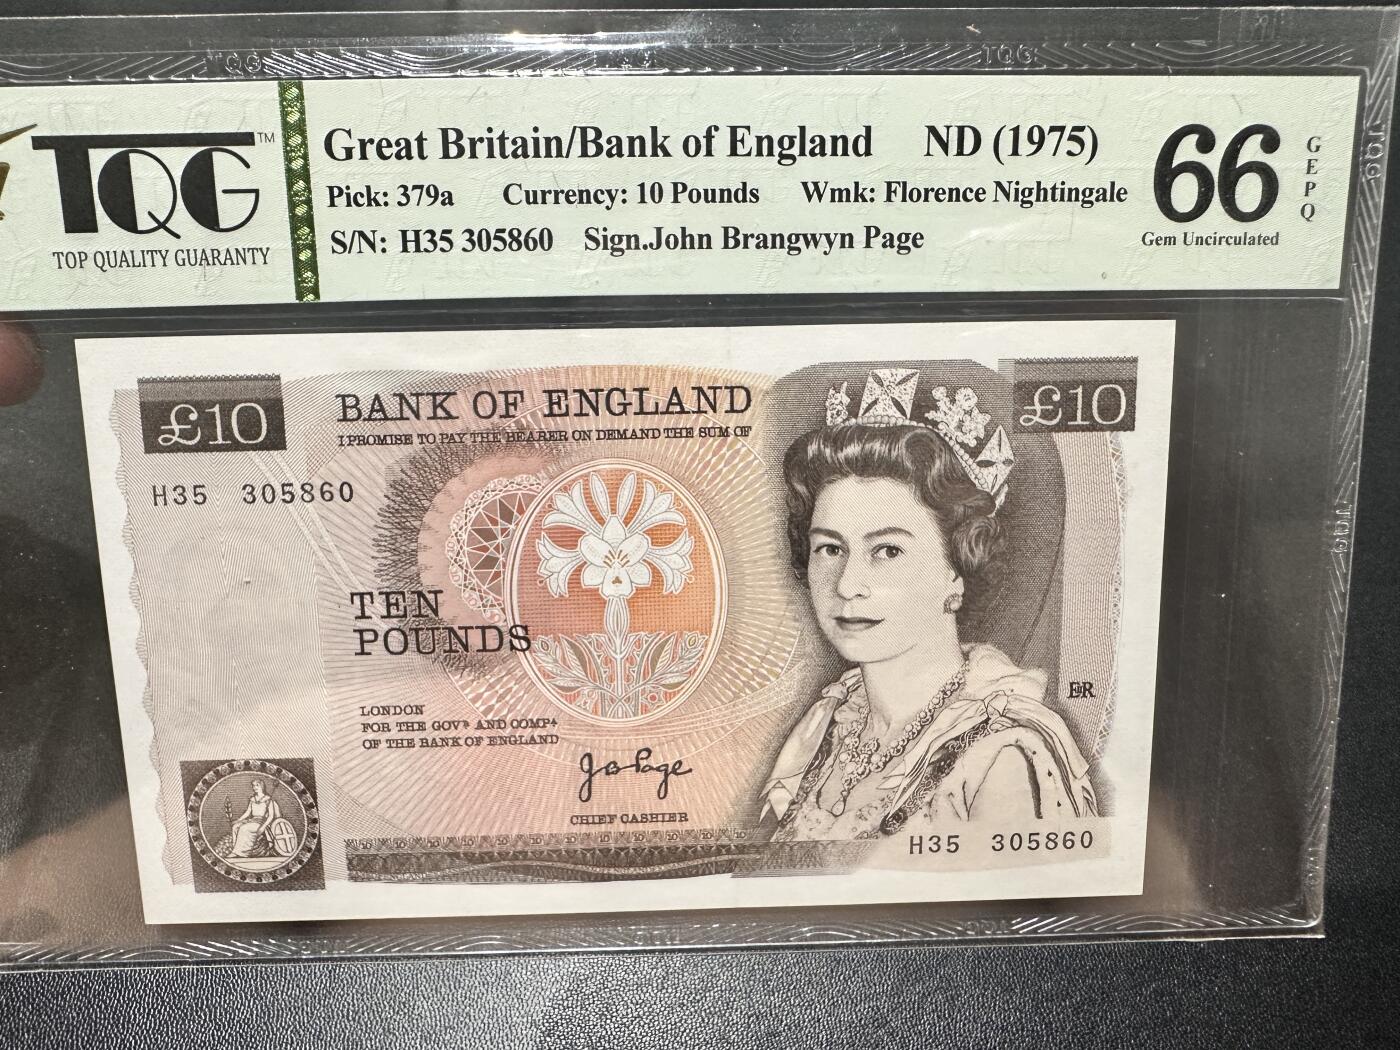 TQG TQG
TQG™
TOP QUALITY GUARANTY
Great Britain/Bank of England ND (1975)
Pick: 379a Currency: 10 Pounds Wmk: Florence Nightingale
S/N: H35 305860 Sign.John Brangwyn Page
66
GEPQ
Gem Uncirculated
£10
BANK OF ENGLAND
£10
I PROMISE TO PAY THE BEARER ON DEMAND THE SUM OF
H35 305860
TEN
POUNDS
LONDON
FOR THE GOVR AND COMPA
OF THE BANK OF ENGLAND
EIIR
J B Page
CHIEF CASHIER
H35 305860